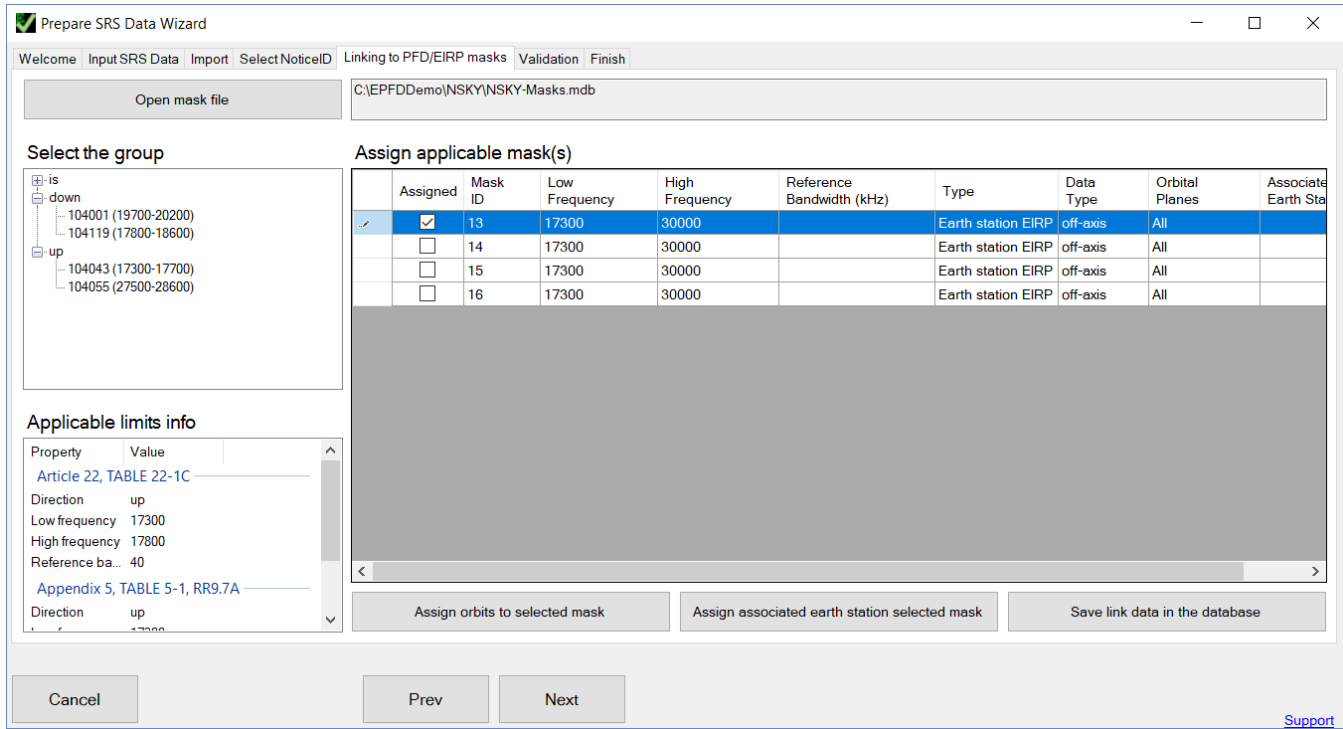 Prepare SRS Data Wizard
Welcome Input SRS Data Import Select NoticeID Linking to PFD/EIRP masks Validation Finish
Open mask file
C:\EPFDDemo\NSKY\NSKY-Masks.mdb
Select the group
is
down
104001 (19700-20200)
104119 (17800-18600)
up
104043 (17300-17700)
104055 (27500-28600)
Applicable limits info
Property Value
Article 22, TABLE 22-1C
Direction up
Low frequency 17300
High frequency 17800
Reference ba... 40
Appendix 5, TABLE 5-1, RR9.7A
Direction up
Assign applicable mask(s)
Assigned Mask ID Low Frequency High Frequency Reference Bandwidth (kHz) Type Data Type Orbital Planes Associate Earth Sta
13 17300 30000 Earth station EIRP off-axis All
14 17300 30000 Earth station EIRP off-axis All
15 17300 30000 Earth station EIRP off-axis All
16 17300 30000 Earth station EIRP off-axis All
Assign orbits to selected mask Assign associated earth station selected mask Save link data in the database
Cancel Prev Next
Support